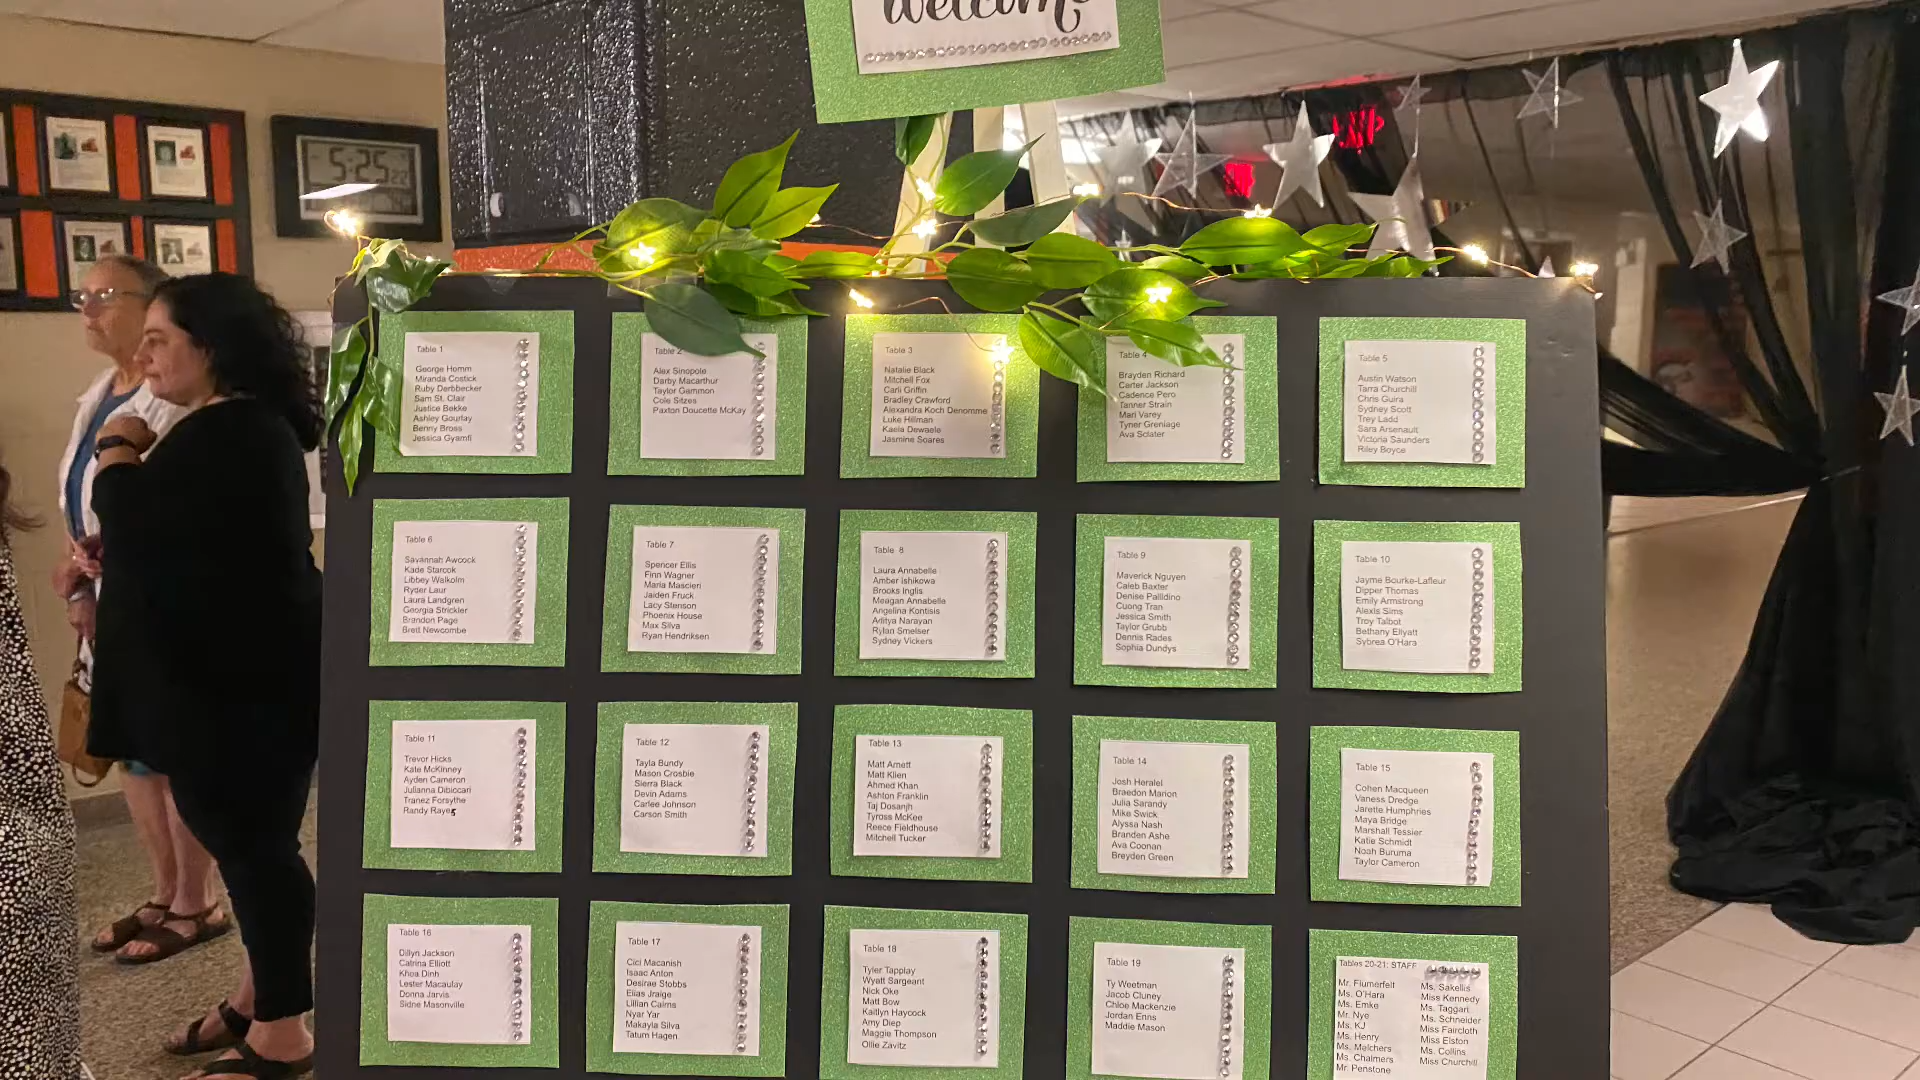 welcome
5:25 22
Table 1
George Homm
Miranda Costick
Ruby Derbbecker
Sam St. Clair
Justice Bekke
Ashley Gourlay
Benny Bross
Jessica Gyamfi
Table 2
Alex Sinopole
Darby Macarthur
Taylor Gammon
Cole Sitzes
Paxton Doucette McKay
Table 3
Natalie Black
Mitchell Fox
Carli Griffin
Bradley Crawford
Alexandra Koch Denomme
Luke Hillman
Kaela Dewaele
Jasmine Soares
Table 4
Brayden Richard
Carter Jackson
Cadence Pero
Tanner Strain
Mari Varey
Tyner Greniage
Ava Sclater
Table 5
Austin Watson
Tarra Churchill
Chris Guira
Sydney Scott
Trey Ladd
Sara Arsenault
Victoria Saunders
Riley Boyce
Table 6
Savannah Awcock
Kade Starcok
Libbey Walkolm
Ryder Laur
Laura Landgren
Georgia Strickler
Brandon Page
Brett Newcombe
Table 7
Spencer Ellis
Finn Wagner
Maria Mascieri
Jaiden Fruck
Lacy Stenson
Phoenix House
Max Silva
Ryan Hendriksen
Table 8
Laura Annabelle
Amber Ishikowa
Brooks Inglis
Meagan Annabelle
Angelina Kontisis
Aditya Narayan
Rylan Smelser
Sydney Vickers
Table 9
Maverick Nguyen
Caleb Baxter
Denise Pallidino
Cuong Tran
Jessica Smith
Taylor Grubb
Dennis Rades
Sophia Dundys
Table 10
Jayme Bourke-Lafleur
Dipper Thomas
Emily Armstrong
Alexis Sims
Troy Talbot
Bethany Ellyatt
Sybrea O'Hara
Table 11
Trevor Hicks
Kate McKinney
Ayden Cameron
Julianna Dibiccari
Tranez Forsythe
Randy Rayes
Table 12
Tayla Bundy
Mason Crosbie
Sierra Black
Devin Adams
Carlee Johnson
Carson Smith
Table 13
Matt Arnett
Matt Klien
Ahmed Khan
Ashton Franklin
Taj Dosanjh
Tyross McKee
Reece Fieldhouse
Mitchell Tucker
Table 14
Josh Heralel
Braedon Marion
Julia Sarandy
Mike Swick
Alyssa Nash
Branden Ashe
Ava Coonan
Breyden Green
Table 15
Cohen Macqueen
Vaness Dredge
Jarette Humphries
Maya Bridge
Marshall Tessier
Katie Schmidt
Noah Buruma
Taylor Cameron
Table 16
Dillyn Jackson
Catrina Elliott
Khoa Dinh
Lester Macaulay
Donna Jarvis
Sidne Masonville
Table 17
Cici Macanish
Isaac Anton
Desirae Stobbs
Elias Jraige
Lillian Cairns
Nyar Yar
Makayla Silva
Tatum Hagen
Table 18
Tyler Tapplay
Wyatt Sargeant
Nick Oke
Matt Bow
Kaitlyn Haycock
Amy Diep
Maggie Thompson
Ollie Zavitz
Table 19
Ty Weetman
Jacob Cluney
Chloe Mackenzie
Jordan Enns
Maddie Mason
Tables 20-21: STAFF
Mr. Flumerfelt
Ms. O'Hara
Ms. Emke
Mr. Nye
Ms. KJ
Ms. Henry
Ms. Melchers
Ms. Chalmers
Mr. Penstone
Ms. Sakellis
Miss Kennedy
Ms. Taggart
Ms. Schneider
Miss Faircloth
Miss Elston
Ms. Collins
Miss Churchill